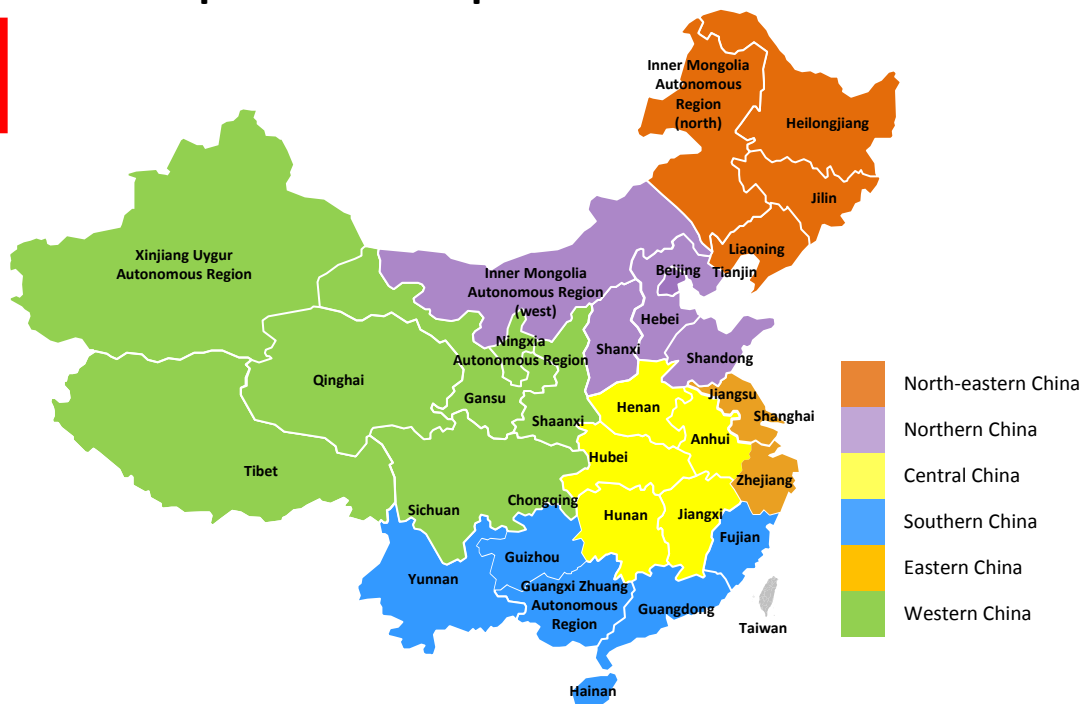 Inner Mongolia
Autonomous
Region
(north)
Heilongjiang
Jilin
Liaoning
Xinjiang Uygur
Autonomous Region
Inner Mongolia
Autonomous Region
(west)
Beijing
Tianjin
Hebei
Ningxia
Autonomous Region
Shanxi
Shandong
Qinghai
Gansu
Shaanxi
Henan
Jiangsu
Shanghai
Anhui
Hubei
Zhejiang
Tibet
Sichuan
Chongqing
Hunan
Jiangxi
Fujian
Guizhou
Yunnan
Guangxi Zhuang
Autonomous
Region
Guangdong
Taiwan
Hainan
North-eastern China
Northern China
Central China
Southern China
Eastern China
Western China